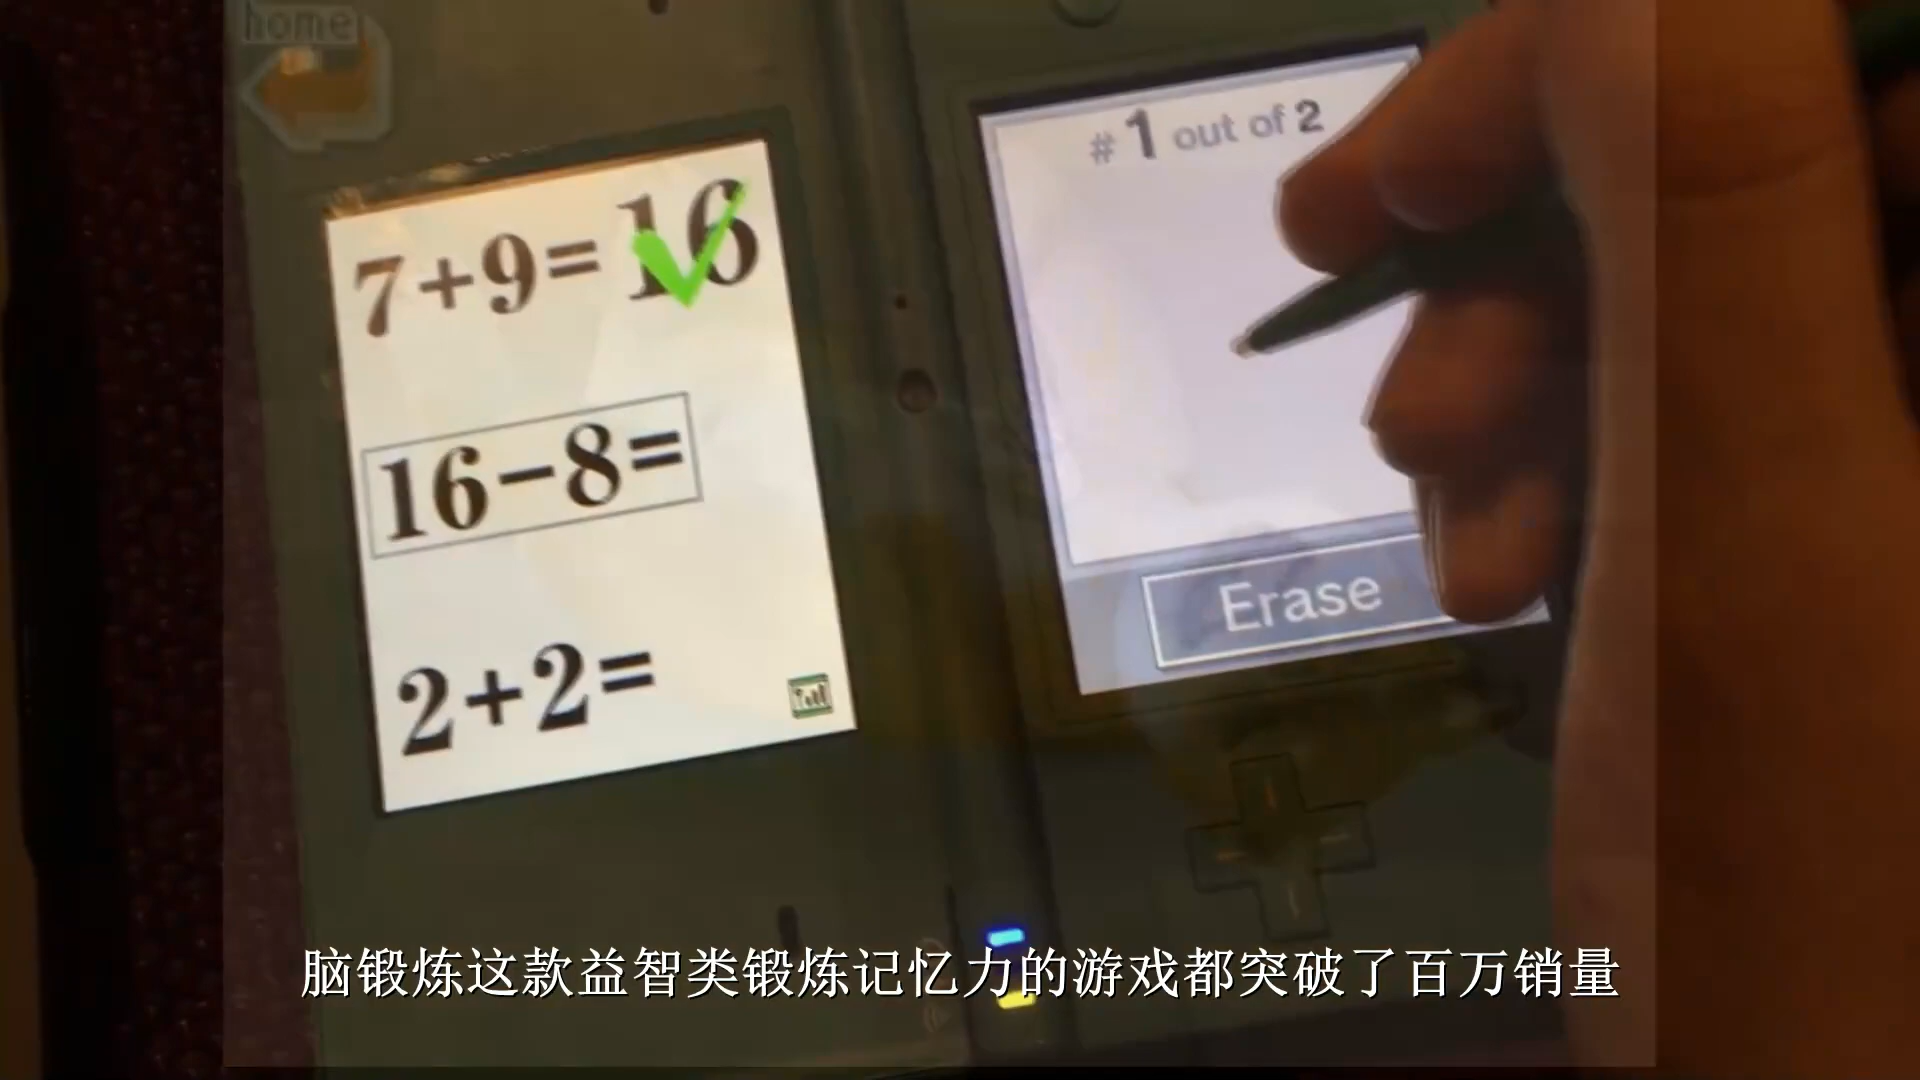 home
7+9=16
16-8=
2+2=
# 1 out of 2
Erase
脑锻炼这款益智类锻炼记忆力的游戏都突破了百万销量